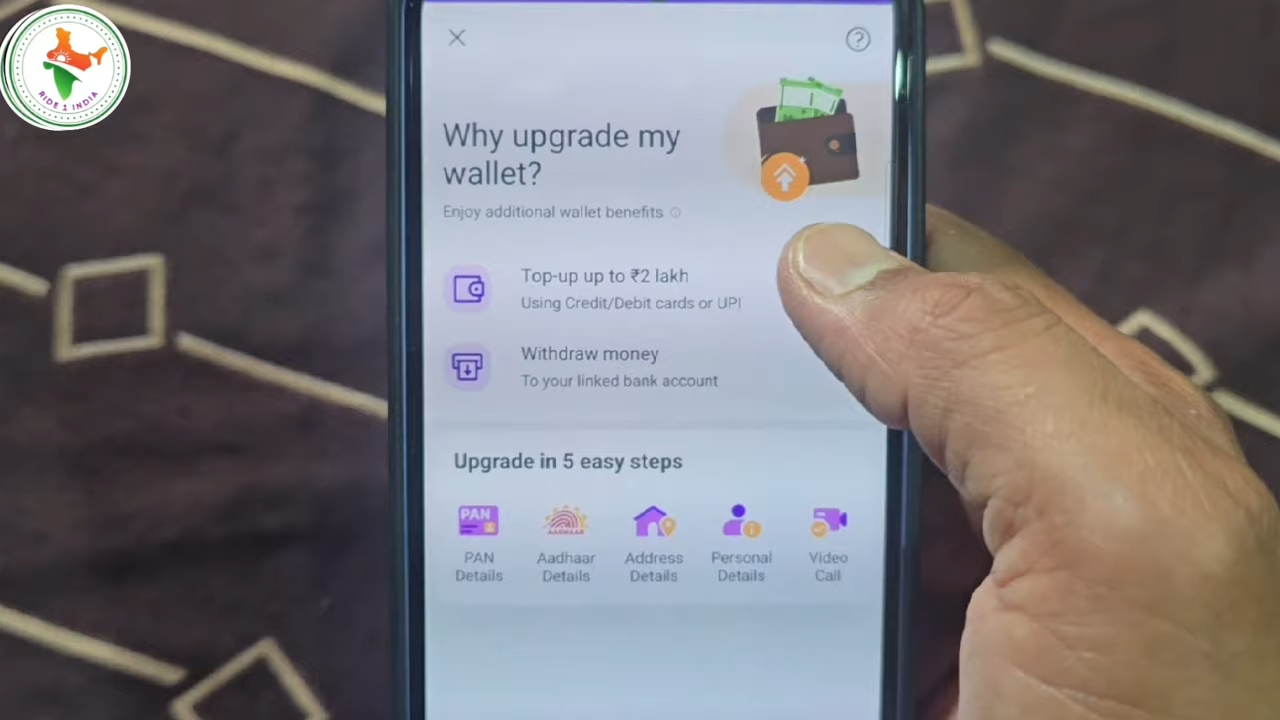 RIDE 1 INDIA
Why upgrade my
wallet?
Enjoy additional wallet benefits
Top-up up to ₹2 lakh
Using Credit/Debit cards or UPI
Withdraw money
To your linked bank account
Upgrade in 5 easy steps
PAN
AADHAAR
PAN
Details
Aadhaar
Details
Address
Details
Personal
Details
Video
Call